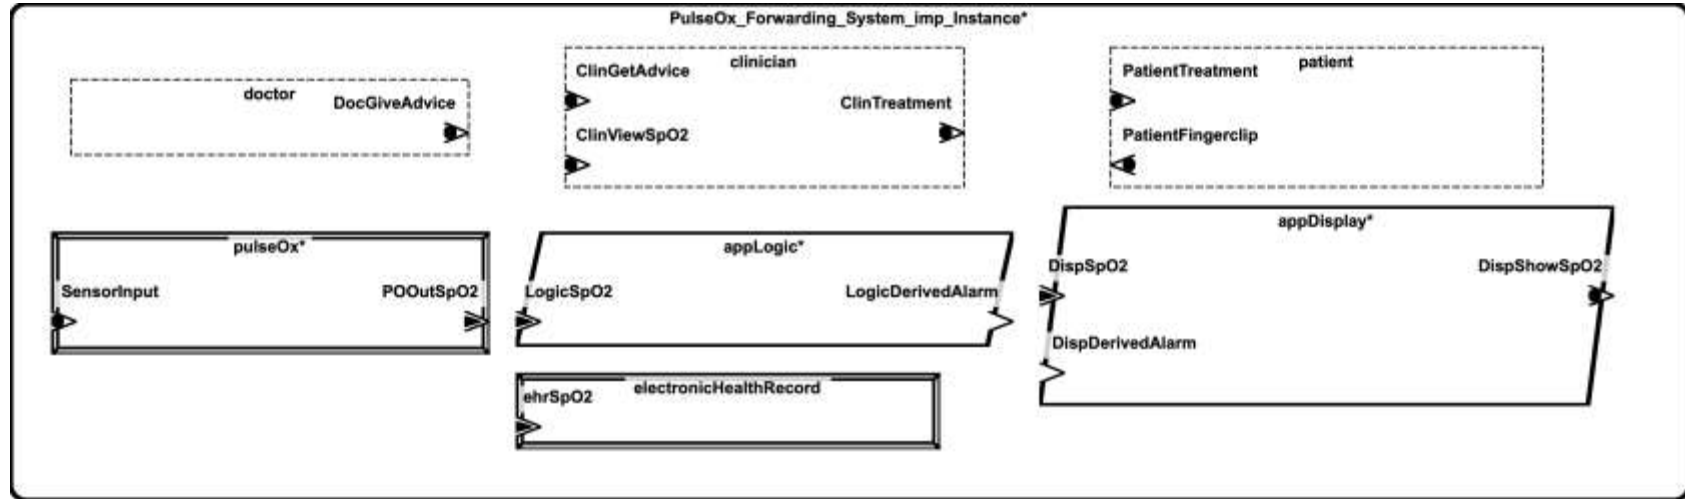 PulseOx_Forwarding_System_imp_Instance*
doctor
DocGiveAdvice
clinician
ClinGetAdvice
ClinTreatment
ClinViewSpO2
patient
PatientTreatment
PatientFingerclip
pulseOx*
SensorInput
POOutSpO2
appLogic*
LogicSpO2
LogicDerivedAlarm
appDisplay*
DispSpO2
DispShowSpO2
DispDerivedAlarm
electronicHealthRecord
ehrSpO2